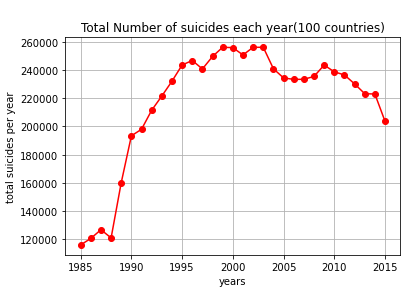 Total Number of suicides each year(100 countries)
260000
240000
220000
200000
180000
160000
140000
120000
total suicides per year
1985 1990 1995 2000 2005 2010 2015
years